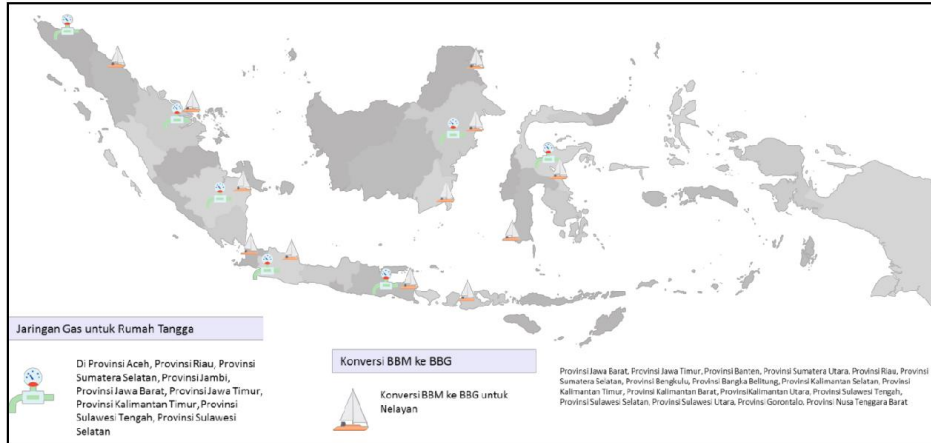 Jaringan Gas untuk Rumah Tangga
Di Provinsi Aceh, Provinsi Riau, Provinsi
Sumatera Selatan, Provinsi Jambi,
Provinsi Jawa Barat, Provinsi Jawa Timur,
Provinsi Kalimantan Timur, Provinsi
Sulawesi Tengah, Provinsi Sulawesi
Selatan
Konversi BBM ke BBG
Konversi BBM ke BBG untuk
Nelayan
Provinsi Jawa Barat, Provinsi Jawa Timur, Provinsi Banten, Provinsi Sumatera Utara, Provinsi Riau, Provinsi
Sumatera Selatan, Provinsi Bengkulu, Provinsi Bangka Belitung, Provinsi Kalimantan Selatan, Provinsi
Kalimantan Timur, Provinsi Kalimantan Barat, Provinsi Kalimantan Utara, Provinsi Sulawesi Tengah,
Provinsi Sulawesi Selatan, Provinsi Sulawesi Utara, Provinsi Gorontalo, Provinsi Nusa Tenggara Barat